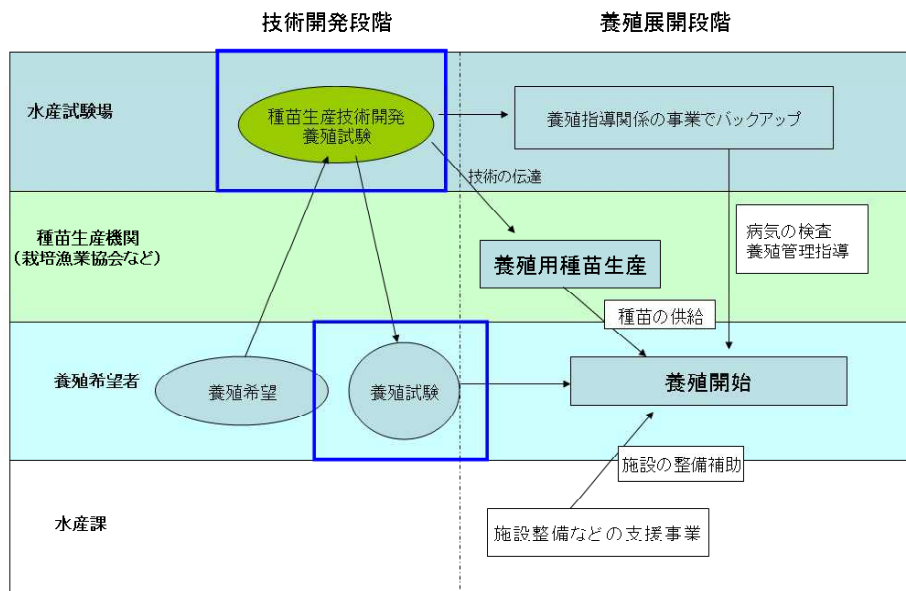 技術開発段階
養殖展開段階
水産試験場
種苗生産技術開発
養殖試験
養殖指導関係の事業でバックアップ
技術の伝達
種苗生産機関
(栽培漁業協会など)
養殖用種苗生産
病気の検査
養殖管理指導
種苗の供給
養殖希望者
養殖希望
養殖試験
養殖開始
施設の整備補助
水産課
施設整備などの支援事業